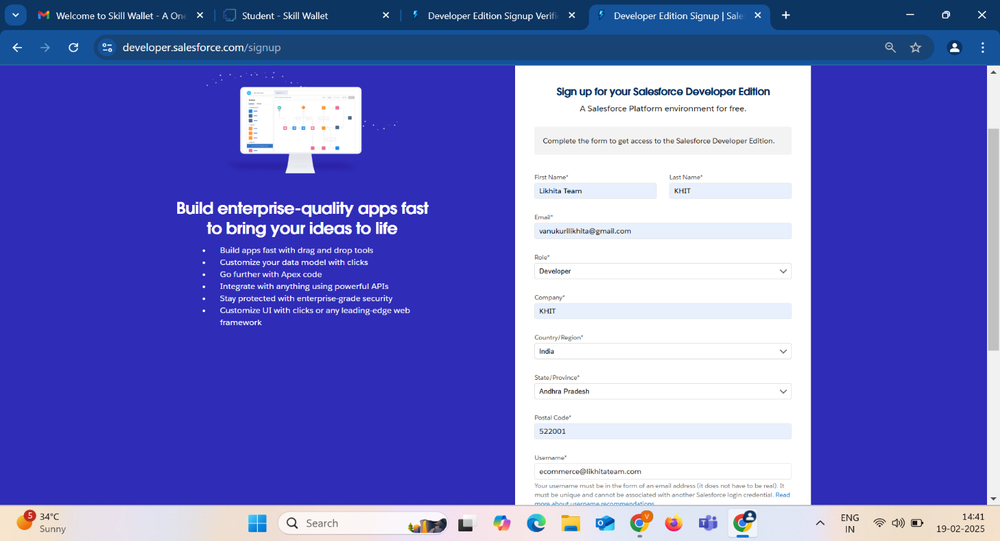 Welcome to Skill Wallet - A One
Student - Skill Wallet
Developer Edition Signup Verifi
Developer Edition Signup | Sale
developer.salesforce.com/signup
Build enterprise-quality apps fast
to bring your ideas to life
• Build apps fast with drag and drop tools
• Customize your data model with clicks
• Go further with Apex code
• Integrate with anything using powerful APIs
• Stay protected with enterprise-grade security
• Customize UI with clicks or any leading-edge web
framework
Sign up for your Salesforce Developer Edition
A Salesforce Platform environment for free.
Complete the form to get access to the Salesforce Developer Edition.
First Name* Last Name*
Likhita Team KHIT
Email*
vanukurilikhita@gmail.com
Role*
Developer
Company*
KHIT
Country/Region*
India
State/Province*
Andhra Pradesh
Postal Code*
522001
Username*
ecommerce@likhitateam.com
Your username must be in the form of an email address (it does not have to be real). It
must be unique and cannot be associated with another Salesforce login credential. Read
more about username recommendations
5
34°C
Sunny
Search
V
ENG
IN
14:41
19-02-2025